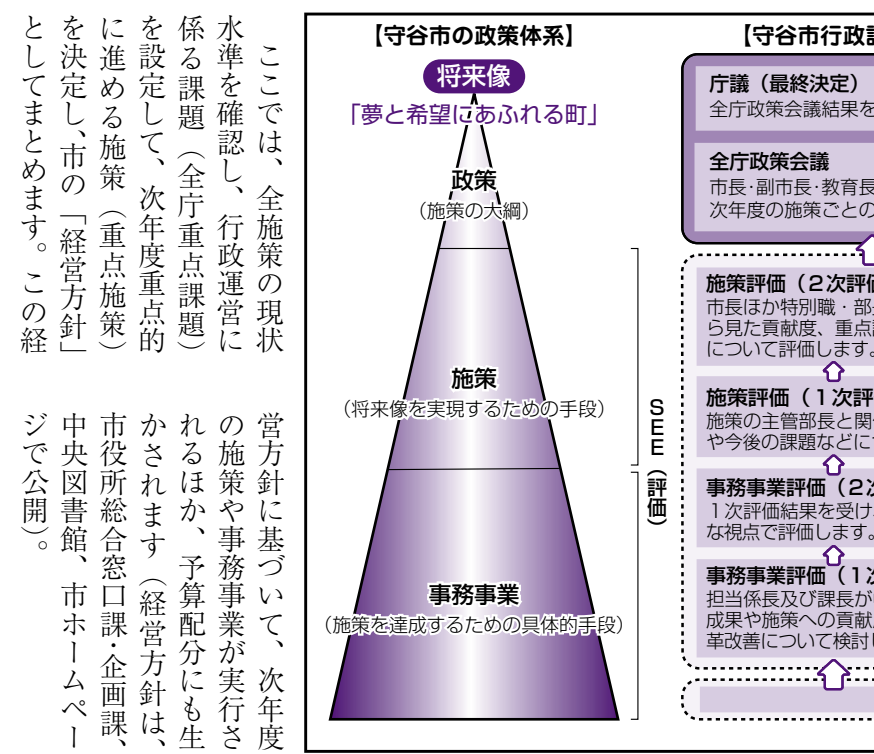 ここでは、全施策の現状
水準を確認し、行政運営に
係る課題（全庁重点課題）
を設定して、次年度重点的
に進める施策（重点施策）
を決定し、市の「経営方針」
としてまとめます。この経
営方針に基づいて、次年度
の施策や事務事業が実行さ
れるほか、予算配分にも生
かされます（経営方針は、
市役所総合窓口課・企画課、
中央図書館、市ホームペー
ジで公開）。
【守谷市の政策体系】
将来像
「夢と希望にあふれる町」
政策
（施策の大綱）
施策
（将来像を実現するための手段）
事務事業
（施策を達成するための具体的手段）
SEE（評価）
【守谷市行政
庁議（最終決定）
全庁政策会議結果を
全庁政策会議
市長・副市長・教育長
次年度の施策ごとの
施策評価（２次評価
市長ほか特別職・部
ら見た貢献度、重点
について評価します。
施策評価（１次評
施策の主管部長と関
や今後の課題などに
事務事業評価（２次
１次評価結果を受け
な視点で評価します。
事務事業評価（１次
担当係長及び課長が
成果や施策への貢献
革改善について検討